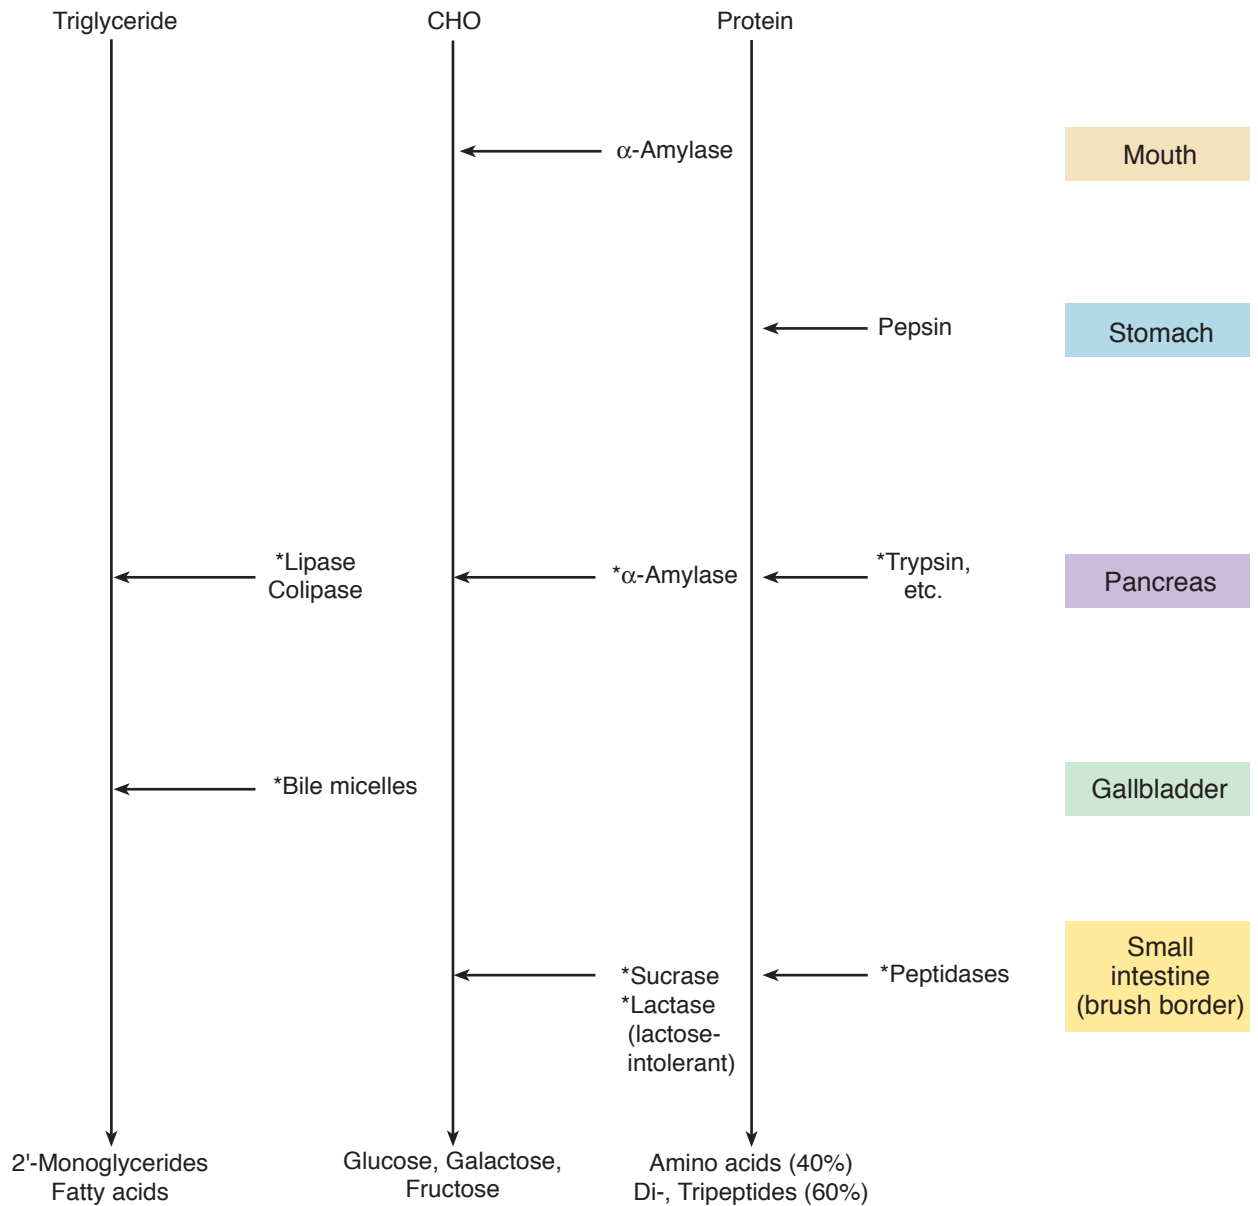 Triglyceride
CHO
Protein
α-Amylase
Mouth
Pepsin
Stomach
*Lipase
Colipase
*α-Amylase
*Trypsin,
etc.
Pancreas
*Bile micelles
Gallbladder
*Sucrase
*Lactase
(lactose-
intolerant)
*Peptidases
Small
intestine
(brush border)
2'-Monoglycerides
Fatty acids
Glucose, Galactose,
Fructose
Amino acids (40%)
Di-, Tripeptides (60%)